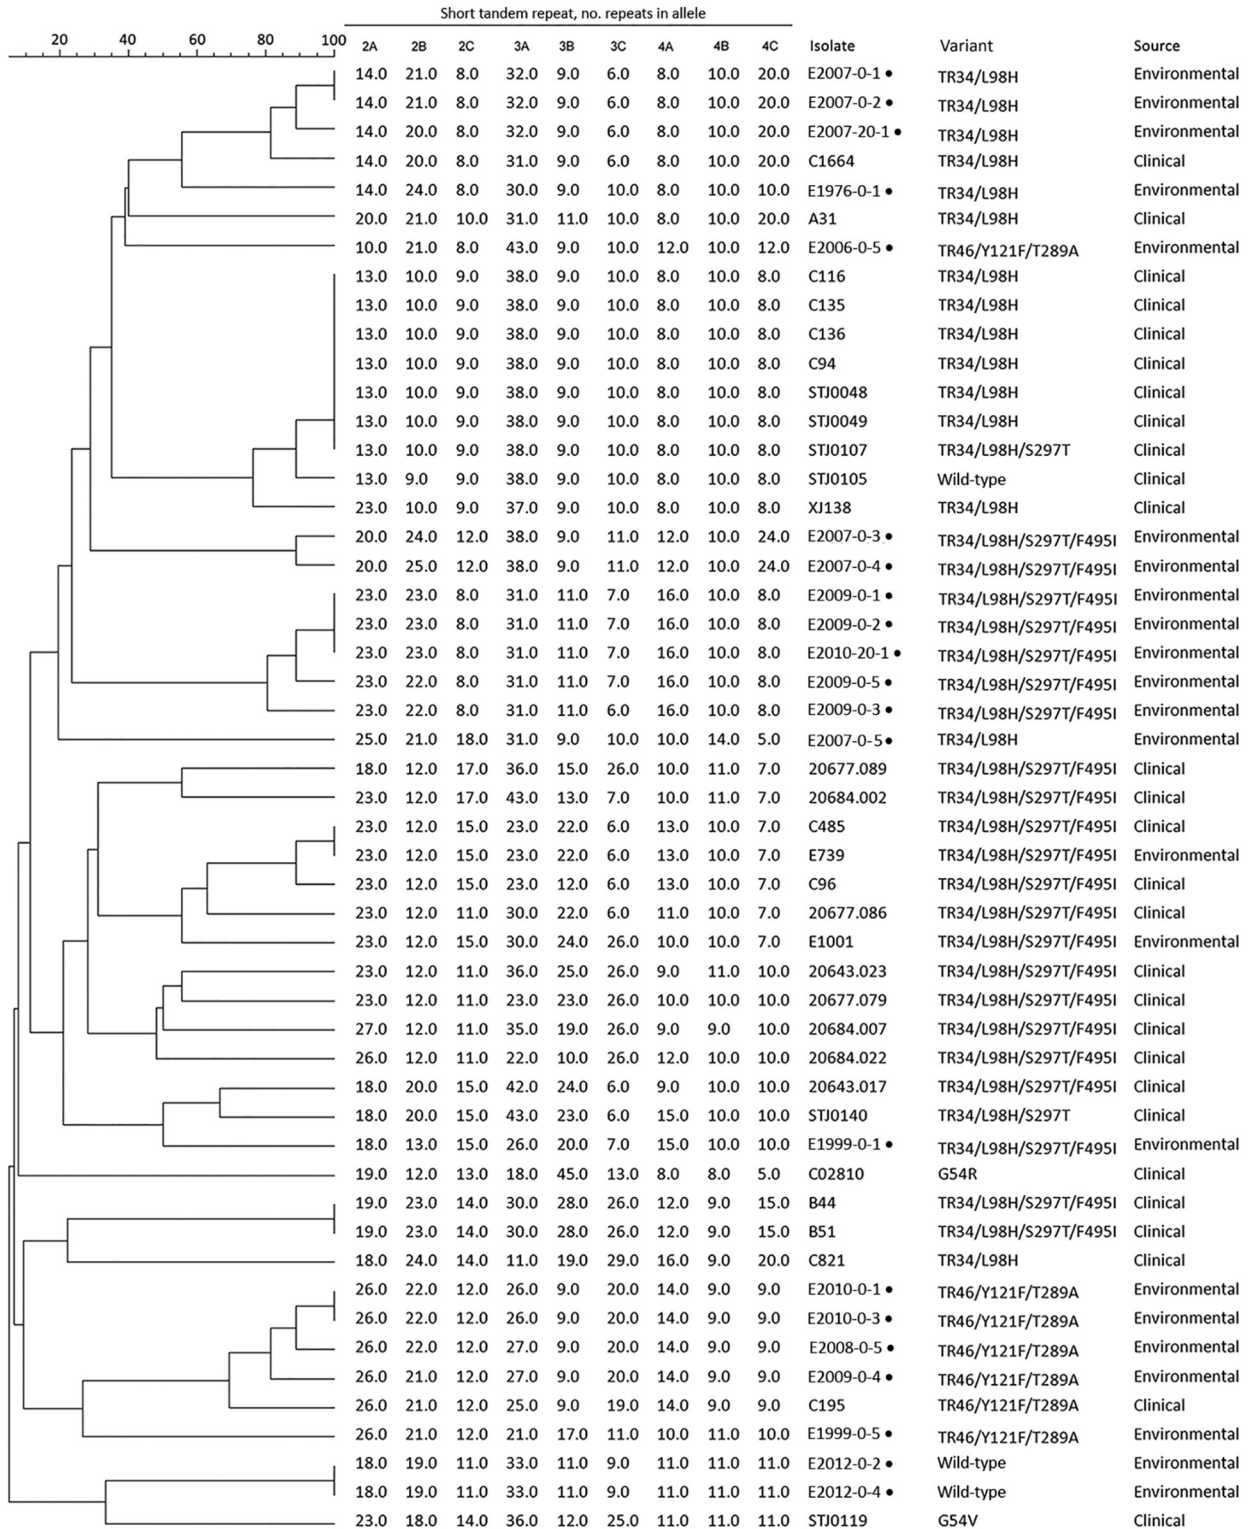 Short tandem repeat, no. repeats in allele
20 40 60 80 100 2A 2B 2C 3A 3B 3C 4A 4B 4C Isolate Variant Source
14.0 21.0 8.0 32.0 9.0 6.0 8.0 10.0 20.0 E2007-0-1 • TR34/L98H Environmental
14.0 21.0 8.0 32.0 9.0 6.0 8.0 10.0 20.0 E2007-0-2 • TR34/L98H Environmental
14.0 20.0 8.0 32.0 9.0 6.0 8.0 10.0 20.0 E2007-20-1 • TR34/L98H Environmental
14.0 20.0 8.0 31.0 9.0 6.0 8.0 10.0 20.0 C1664 TR34/L98H Clinical
14.0 24.0 8.0 30.0 9.0 10.0 8.0 10.0 10.0 E1976-0-1 • TR34/L98H Environmental
20.0 21.0 10.0 31.0 11.0 10.0 8.0 10.0 20.0 A31 TR34/L98H Clinical
10.0 21.0 8.0 43.0 9.0 10.0 12.0 10.0 12.0 E2006-0-5 • TR46/Y121F/T289A Environmental
13.0 10.0 9.0 38.0 9.0 10.0 8.0 10.0 8.0 C116 TR34/L98H Clinical
13.0 10.0 9.0 38.0 9.0 10.0 8.0 10.0 8.0 C135 TR34/L98H Clinical
13.0 10.0 9.0 38.0 9.0 10.0 8.0 10.0 8.0 C136 TR34/L98H Clinical
13.0 10.0 9.0 38.0 9.0 10.0 8.0 10.0 8.0 C94 TR34/L98H Clinical
13.0 10.0 9.0 38.0 9.0 10.0 8.0 10.0 8.0 STJ0048 TR34/L98H Clinical
13.0 10.0 9.0 38.0 9.0 10.0 8.0 10.0 8.0 STJ0049 TR34/L98H Clinical
13.0 10.0 9.0 38.0 9.0 10.0 8.0 10.0 8.0 STJ0107 TR34/L98H/S297T Clinical
13.0 9.0 9.0 38.0 9.0 10.0 8.0 10.0 8.0 STJ0105 Wild-type Clinical
23.0 10.0 9.0 37.0 9.0 10.0 8.0 10.0 8.0 XJ138 TR34/L98H Clinical
20.0 24.0 12.0 38.0 9.0 11.0 12.0 10.0 24.0 E2007-0-3 • TR34/L98H/S297T/F495I Environmental
20.0 25.0 12.0 38.0 9.0 11.0 12.0 10.0 24.0 E2007-0-4 • TR34/L98H/S297T/F495I Environmental
23.0 23.0 8.0 31.0 11.0 7.0 16.0 10.0 8.0 E2009-0-1 • TR34/L98H/S297T/F495I Environmental
23.0 23.0 8.0 31.0 11.0 7.0 16.0 10.0 8.0 E2009-0-2 • TR34/L98H/S297T/F495I Environmental
23.0 23.0 8.0 31.0 11.0 7.0 16.0 10.0 8.0 E2010-20-1 • TR34/L98H/S297T/F495I Environmental
23.0 22.0 8.0 31.0 11.0 7.0 16.0 10.0 8.0 E2009-0-5 • TR34/L98H/S297T/F495I Environmental
23.0 22.0 8.0 31.0 11.0 6.0 16.0 10.0 8.0 E2009-0-3 • TR34/L98H/S297T/F495I Environmental
25.0 21.0 18.0 31.0 9.0 10.0 10.0 14.0 5.0 E2007-0-5 • TR34/L98H Environmental
18.0 12.0 17.0 36.0 15.0 26.0 10.0 11.0 7.0 20677.089 TR34/L98H/S297T/F495I Clinical
23.0 12.0 17.0 43.0 13.0 7.0 10.0 11.0 7.0 20684.002 TR34/L98H/S297T/F495I Clinical
23.0 12.0 15.0 23.0 22.0 6.0 13.0 10.0 7.0 C485 TR34/L98H/S297T/F495I Clinical
23.0 12.0 15.0 23.0 22.0 6.0 13.0 10.0 7.0 E739 TR34/L98H/S297T/F495I Environmental
23.0 12.0 15.0 23.0 12.0 6.0 13.0 10.0 7.0 C96 TR34/L98H/S297T/F495I Clinical
23.0 12.0 11.0 30.0 22.0 6.0 11.0 10.0 7.0 20677.086 TR34/L98H/S297T/F495I Clinical
23.0 12.0 15.0 30.0 24.0 26.0 10.0 10.0 7.0 E1001 TR34/L98H/S297T/F495I Environmental
23.0 12.0 11.0 36.0 25.0 26.0 9.0 11.0 10.0 20643.023 TR34/L98H/S297T/F495I Clinical
23.0 12.0 11.0 23.0 23.0 26.0 10.0 10.0 10.0 20677.079 TR34/L98H/S297T/F495I Clinical
27.0 12.0 11.0 35.0 19.0 26.0 9.0 9.0 10.0 20684.007 TR34/L98H/S297T/F495I Clinical
26.0 12.0 11.0 22.0 10.0 26.0 12.0 10.0 10.0 20684.022 TR34/L98H/S297T/F495I Clinical
18.0 20.0 15.0 42.0 24.0 6.0 9.0 10.0 10.0 20643.017 TR34/L98H/S297T/F495I Clinical
18.0 20.0 15.0 43.0 23.0 6.0 15.0 10.0 10.0 STJ0140 TR34/L98H/S297T Clinical
18.0 13.0 15.0 26.0 20.0 7.0 15.0 10.0 10.0 E1999-0-1 • TR34/L98H/S297T/F495I Environmental
19.0 12.0 13.0 18.0 45.0 13.0 8.0 8.0 5.0 C02810 G54R Clinical
19.0 23.0 14.0 30.0 28.0 26.0 12.0 9.0 15.0 B44 TR34/L98H/S297T/F495I Clinical
19.0 23.0 14.0 30.0 28.0 26.0 12.0 9.0 15.0 B51 TR34/L98H/S297T/F495I Clinical
18.0 24.0 14.0 11.0 19.0 29.0 16.0 9.0 20.0 C821 TR34/L98H Clinical
26.0 22.0 12.0 26.0 9.0 20.0 14.0 9.0 9.0 E2010-0-1 • TR46/Y121F/T289A Environmental
26.0 22.0 12.0 26.0 9.0 20.0 14.0 9.0 9.0 E2010-0-3 • TR46/Y121F/T289A Environmental
26.0 22.0 12.0 27.0 9.0 20.0 14.0 9.0 9.0 E2008-0-5 • TR46/Y121F/T289A Environmental
26.0 21.0 12.0 27.0 9.0 20.0 14.0 9.0 9.0 E2009-0-4 • TR46/Y121F/T289A Environmental
26.0 21.0 12.0 25.0 9.0 19.0 14.0 9.0 9.0 C195 TR46/Y121F/T289A Clinical
26.0 21.0 12.0 21.0 17.0 11.0 10.0 11.0 10.0 E1999-0-5 • TR46/Y121F/T289A Environmental
18.0 19.0 11.0 33.0 11.0 9.0 11.0 11.0 11.0 E2012-0-2 • Wild-type Environmental
18.0 19.0 11.0 33.0 11.0 9.0 11.0 11.0 11.0 E2012-0-4 • Wild-type Environmental
23.0 18.0 14.0 36.0 12.0 25.0 11.0 11.0 11.0 STJ0119 G54V Clinical